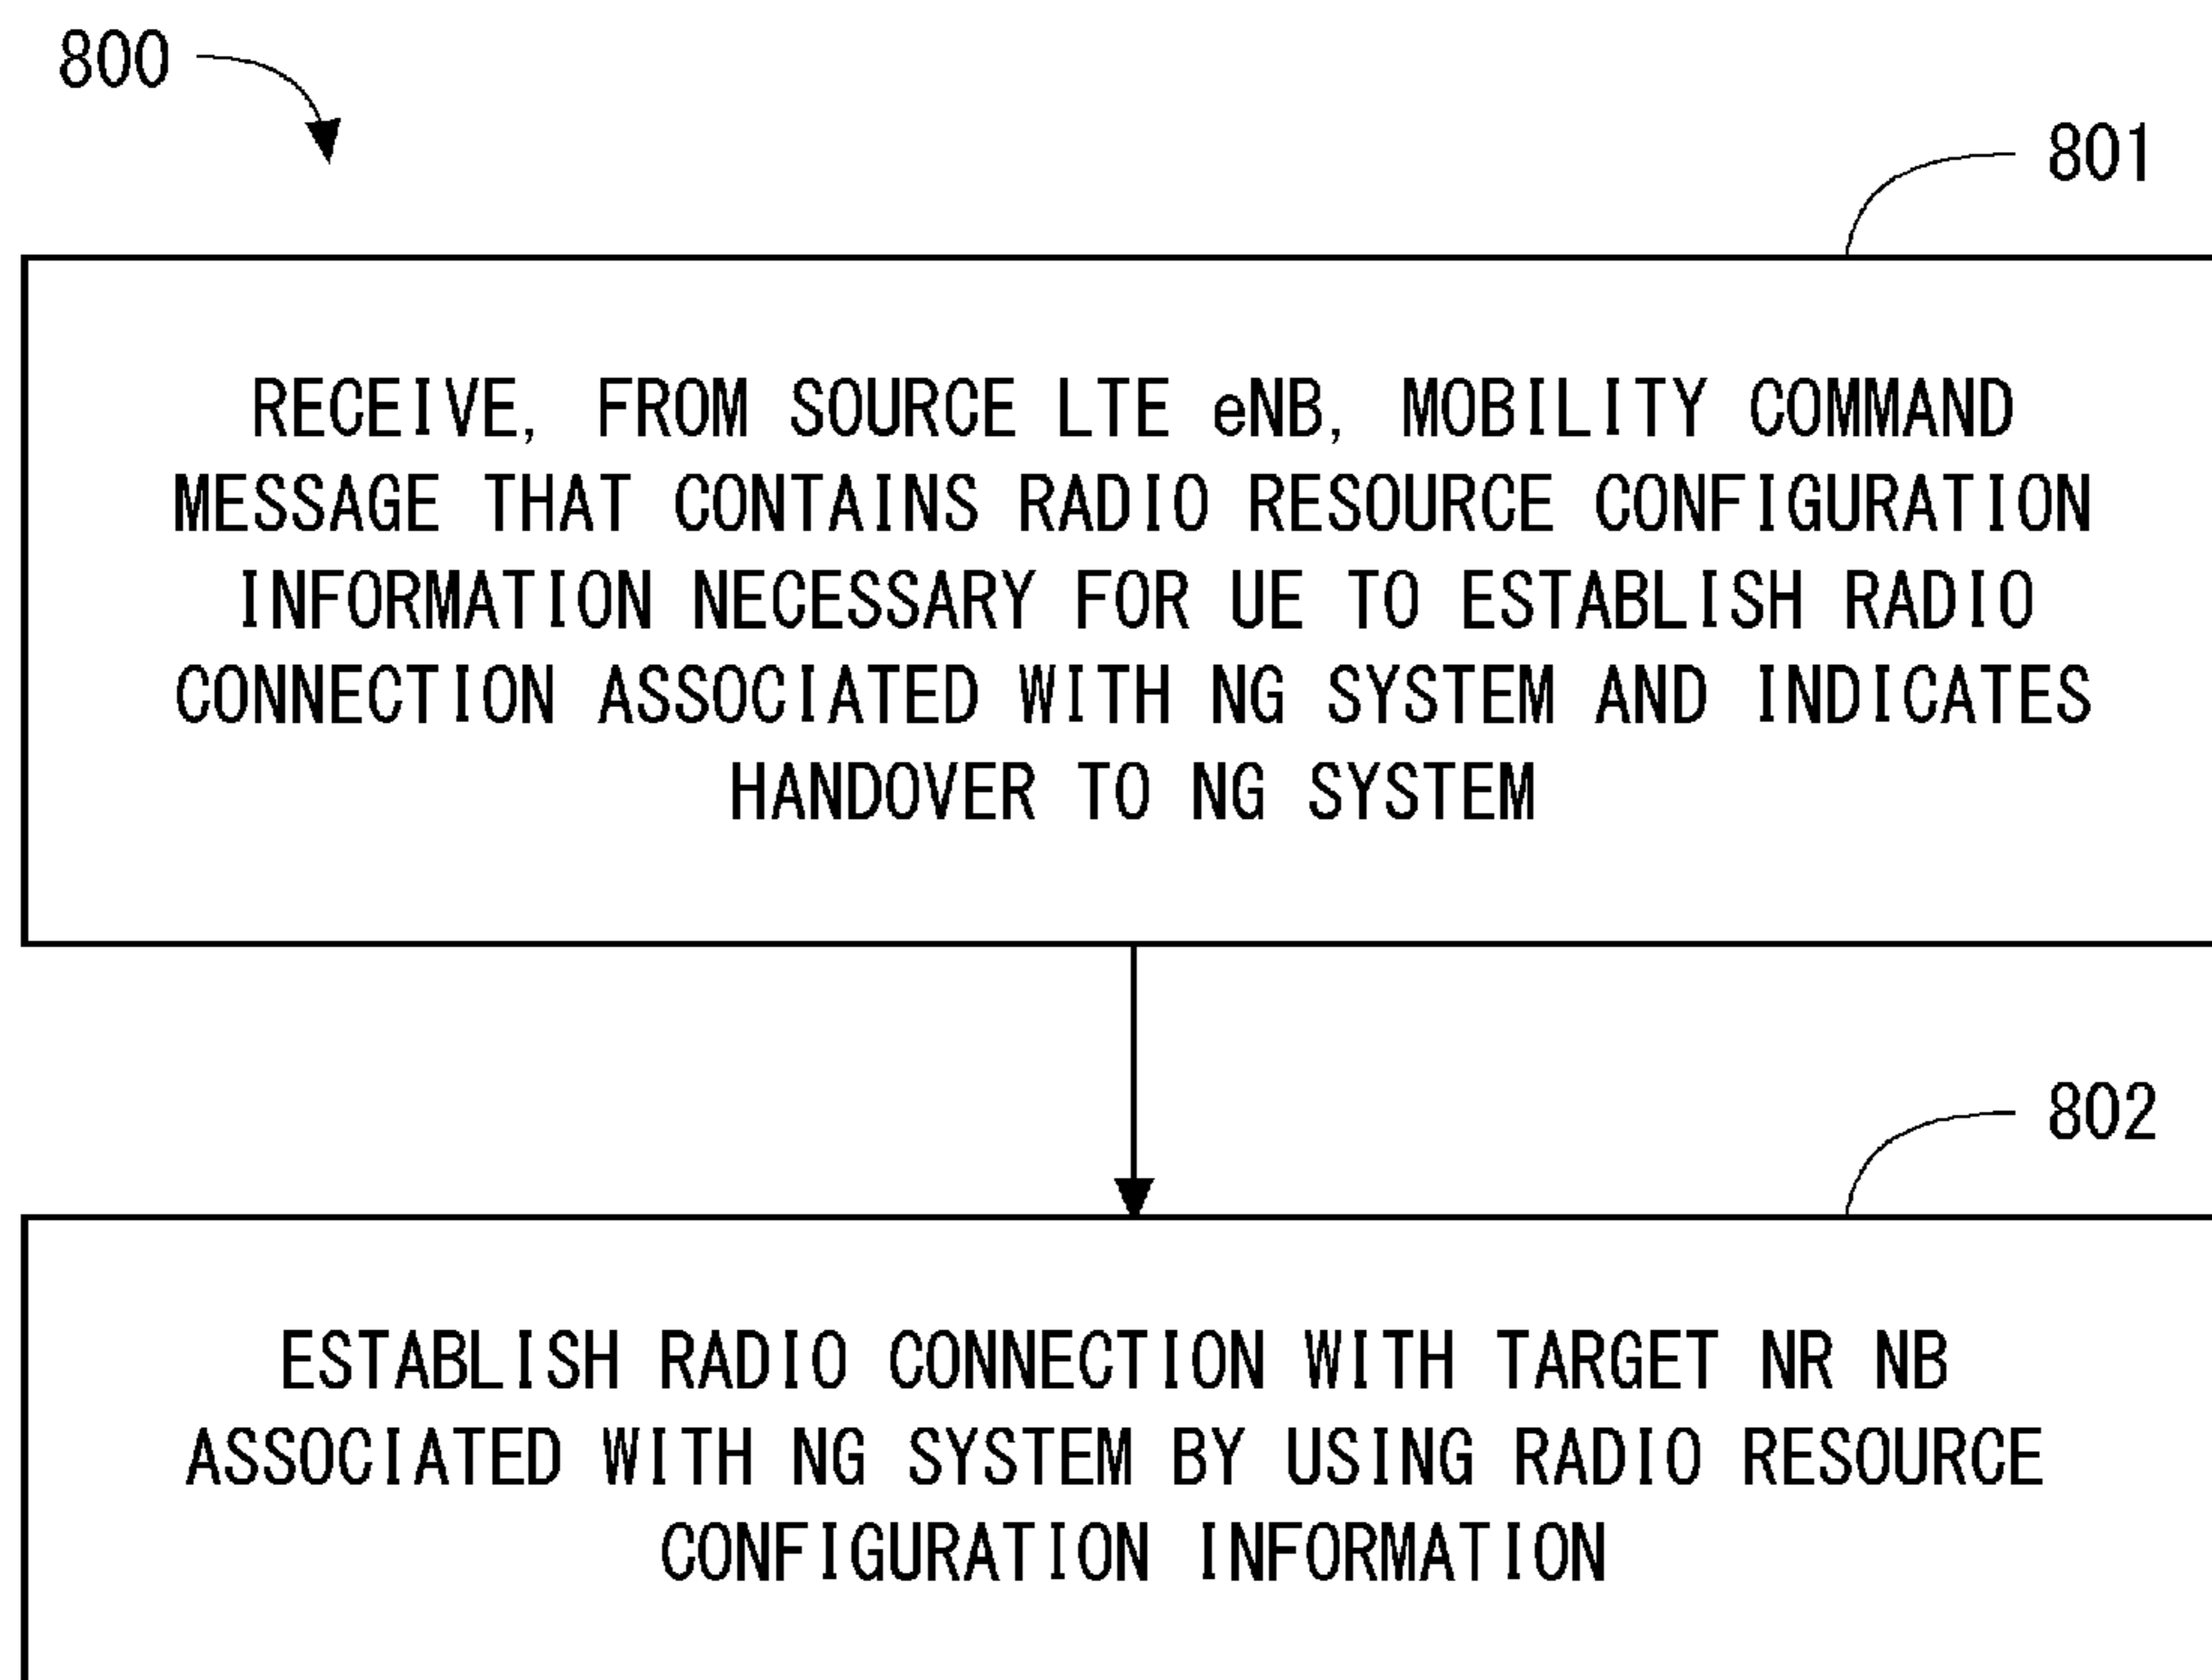 800
801
RECEIVE, FROM SOURCE LTE eNB, MOBILITY COMMAND
MESSAGE THAT CONTAINS RADIO RESOURCE CONFIGURATION
INFORMATION NECESSARY FOR UE TO ESTABLISH RADIO
CONNECTION ASSOCIATED WITH NG SYSTEM AND INDICATES
HANDOVER TO NG SYSTEM
802
ESTABLISH RADIO CONNECTION WITH TARGET NR NB
ASSOCIATED WITH NG SYSTEM BY USING RADIO RESOURCE
CONFIGURATION INFORMATION